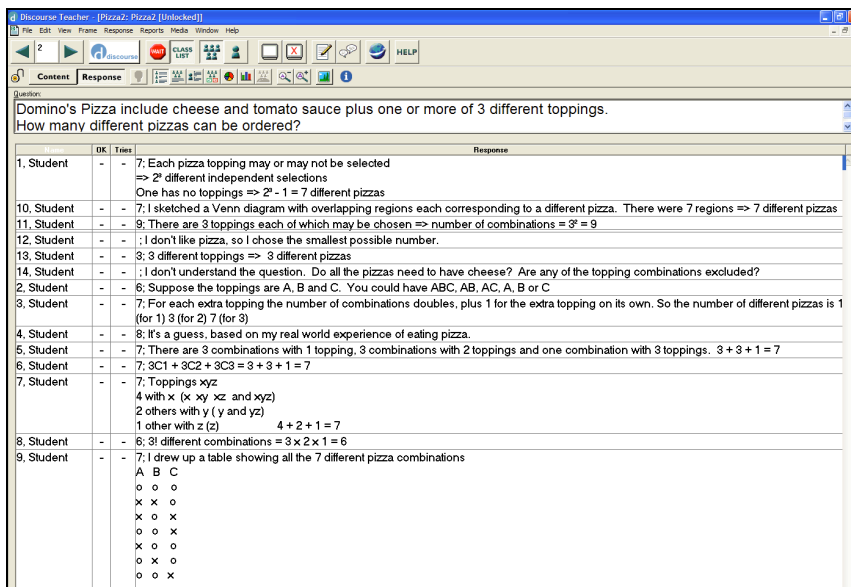 Discourse Teacher - [Pizza2: Pizza2 [Unlocked]]
File Edit View Frame Response Reports Media Window Help
2
discourse
WAIT
CLASS
LIST
HELP
Content
Response
Question:
Domino's Pizza include cheese and tomato sauce plus one or more of 3 different toppings.
How many different pizzas can be ordered?
Name OK Tries Response
1, Student - - 7; Each pizza topping may or may not be selected
=> 2³ different independent selections
One has no toppings => 2³ - 1 = 7 different pizzas
10, Student - - 7; I sketched a Venn diagram with overlapping regions each corresponding to a different pizza. There were 7 regions => 7 different pizzas
11, Student - - 9; There are 3 toppings each of which may be chosen => number of combinations = 3² = 9
12, Student - - ; I don't like pizza, so I chose the smallest possible number.
13, Student - - 3; 3 different toppings => 3 different pizzas
14, Student - - ; I don't understand the question. Do all the pizzas need to have cheese? Are any of the topping combinations excluded?
2, Student - - 6; Suppose the toppings are A, B and C. You could have ABC, AB, AC, A, B or C
3, Student - - 7; For each extra topping the number of combinations doubles, plus 1 for the extra topping on its own. So the number of different pizzas is 1
(for 1) 3 (for 2) 7 (for 3)
4, Student - - 8; It's a guess, based on my real world experience of eating pizza.
5, Student - - 7; There are 3 combinations with 1 topping, 3 combinations with 2 toppings and one combination with 3 toppings. 3 + 3 + 1 = 7
6, Student - - 7; 3C1 + 3C2 + 3C3 = 3 + 3 + 1 = 7
7, Student - - 7; Toppings xyz
4 with x (x xy xz and xyz)
2 others with y ( y and yz)
1 other with z (z) 4 + 2 + 1 = 7
8, Student - - 6; 3! different combinations = 3 x 2 x 1 = 6
9, Student - - 7; I drew up a table showing all the 7 different pizza combinations
A B C
o o o
x x o
x o x
o o x
x o o
o x o
o o x